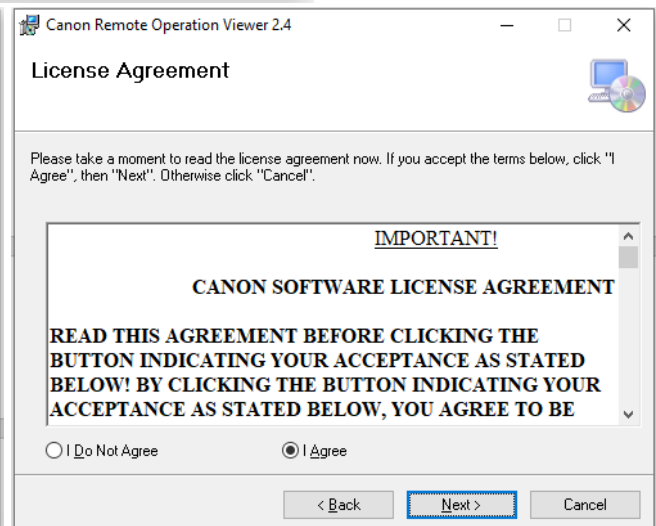 Canon Remote Operation Viewer 2.4
License Agreement
Please take a moment to read the license agreement now. If you accept the terms below, click "I
Agree", then "Next". Otherwise click "Cancel".
IMPORTANT!
CANON SOFTWARE LICENSE AGREEMENT
READ THIS AGREEMENT BEFORE CLICKING THE
BUTTON INDICATING YOUR ACCEPTANCE AS STATED
BELOW! BY CLICKING THE BUTTON INDICATING YOUR
ACCEPTANCE AS STATED BELOW, YOU AGREE TO BE
I Do Not Agree
I Agree
< Back
Next >
Cancel